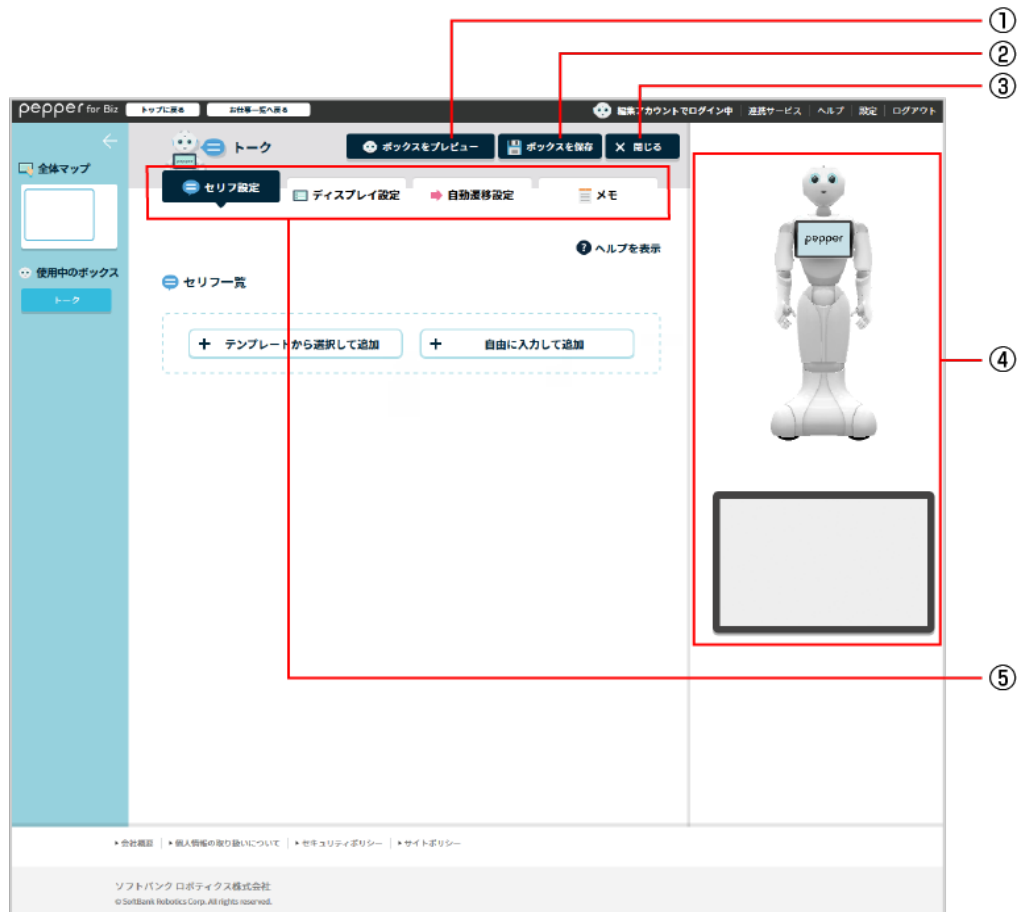 ①
②
③
pepper for Biz トップに戻る お仕事一覧へ戻る 編集アカウントでログイン中 連携サービス ヘルプ 設定 ログアウト
全体マップ
使用中のボックス
トーク
トーク ボックスをプレビュー ボックスを保存 × 閉じる
セリフ設定 ディスプレイ設定 自動遷移設定 メモ
? ヘルプを表示
セリフ一覧
+ テンプレートから選択して追加 + 自由に入力して追加
pepper
④
⑤
会社概要 個人情報の取り扱いについて セキュリティポリシー サイトポリシー
ソフトバンク ロボティクス株式会社
© SoftBank Robotics Corp. All rights reserved.